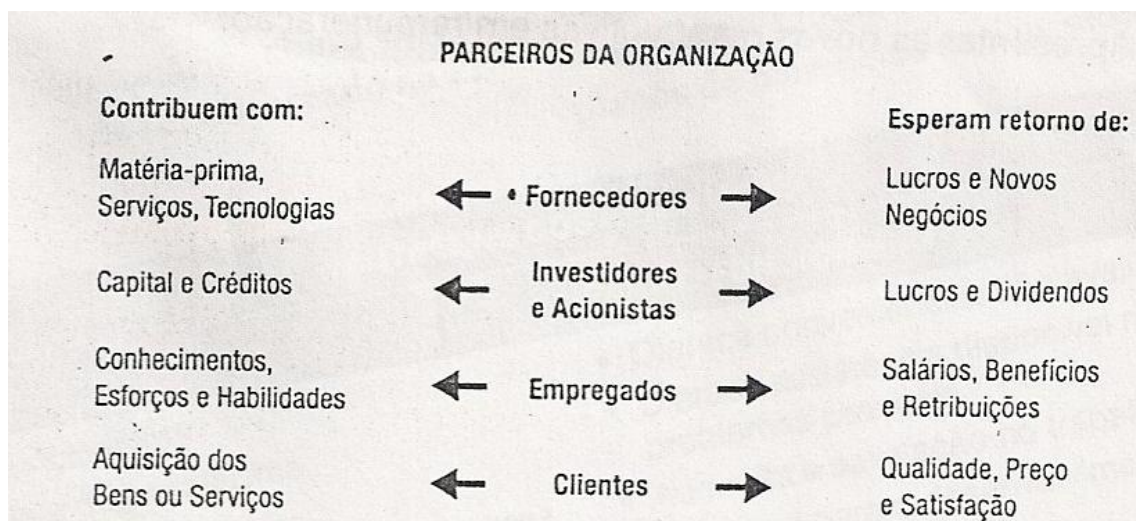 PARCEIROS DA ORGANIZAÇÃO
Contribuem com:
Esperam retorno de:
Matéria-prima,
Serviços, Tecnologias
Fornecedores
Lucros e Novos
Negócios
Capital e Créditos
Investidores
e Acionistas
Lucros e Dividendos
Conhecimentos,
Esforços e Habilidades
Empregados
Salários, Benefícios
e Retribuições
Aquisição dos
Bens ou Serviços
Clientes
Qualidade, Preço
e Satisfação